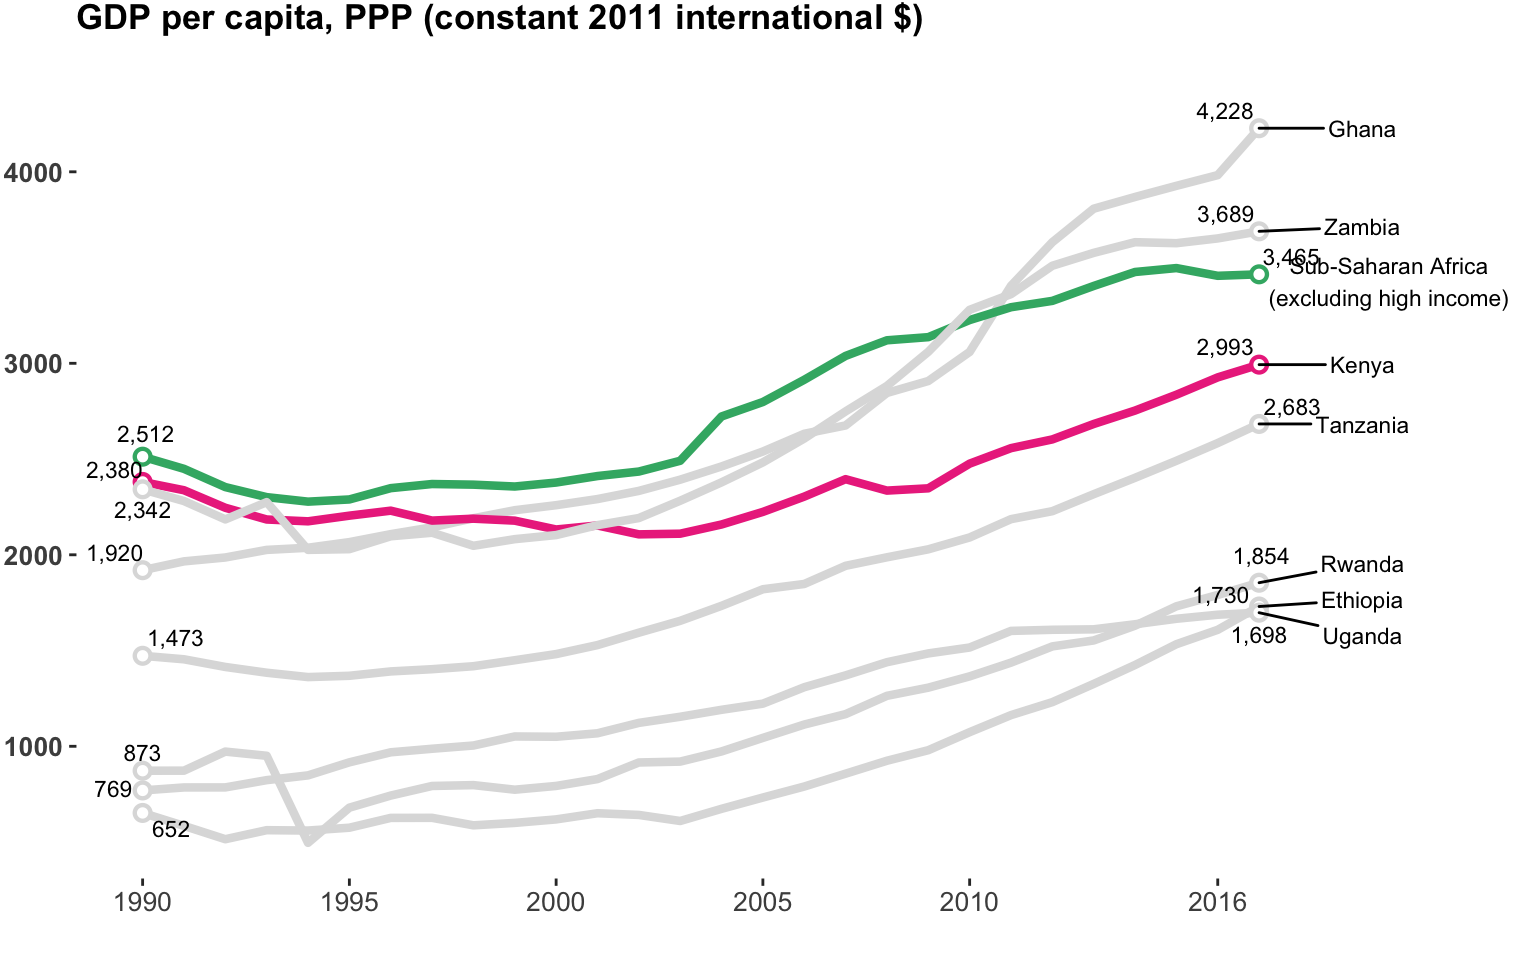 GDP per capita, PPP (constant 2011 international $)
4,228
Ghana
4000
3,689
Zambia
3,465
Sub-Saharan Africa
(excluding high income)
3000
2,993
Kenya
2,683
Tanzania
2,512
2,380
2,342
2000
1,920
1,854
Rwanda
1,730
Ethiopia
1,698
Uganda
1,473
1000
873
769
652
1990
1995
2000
2005
2010
2016